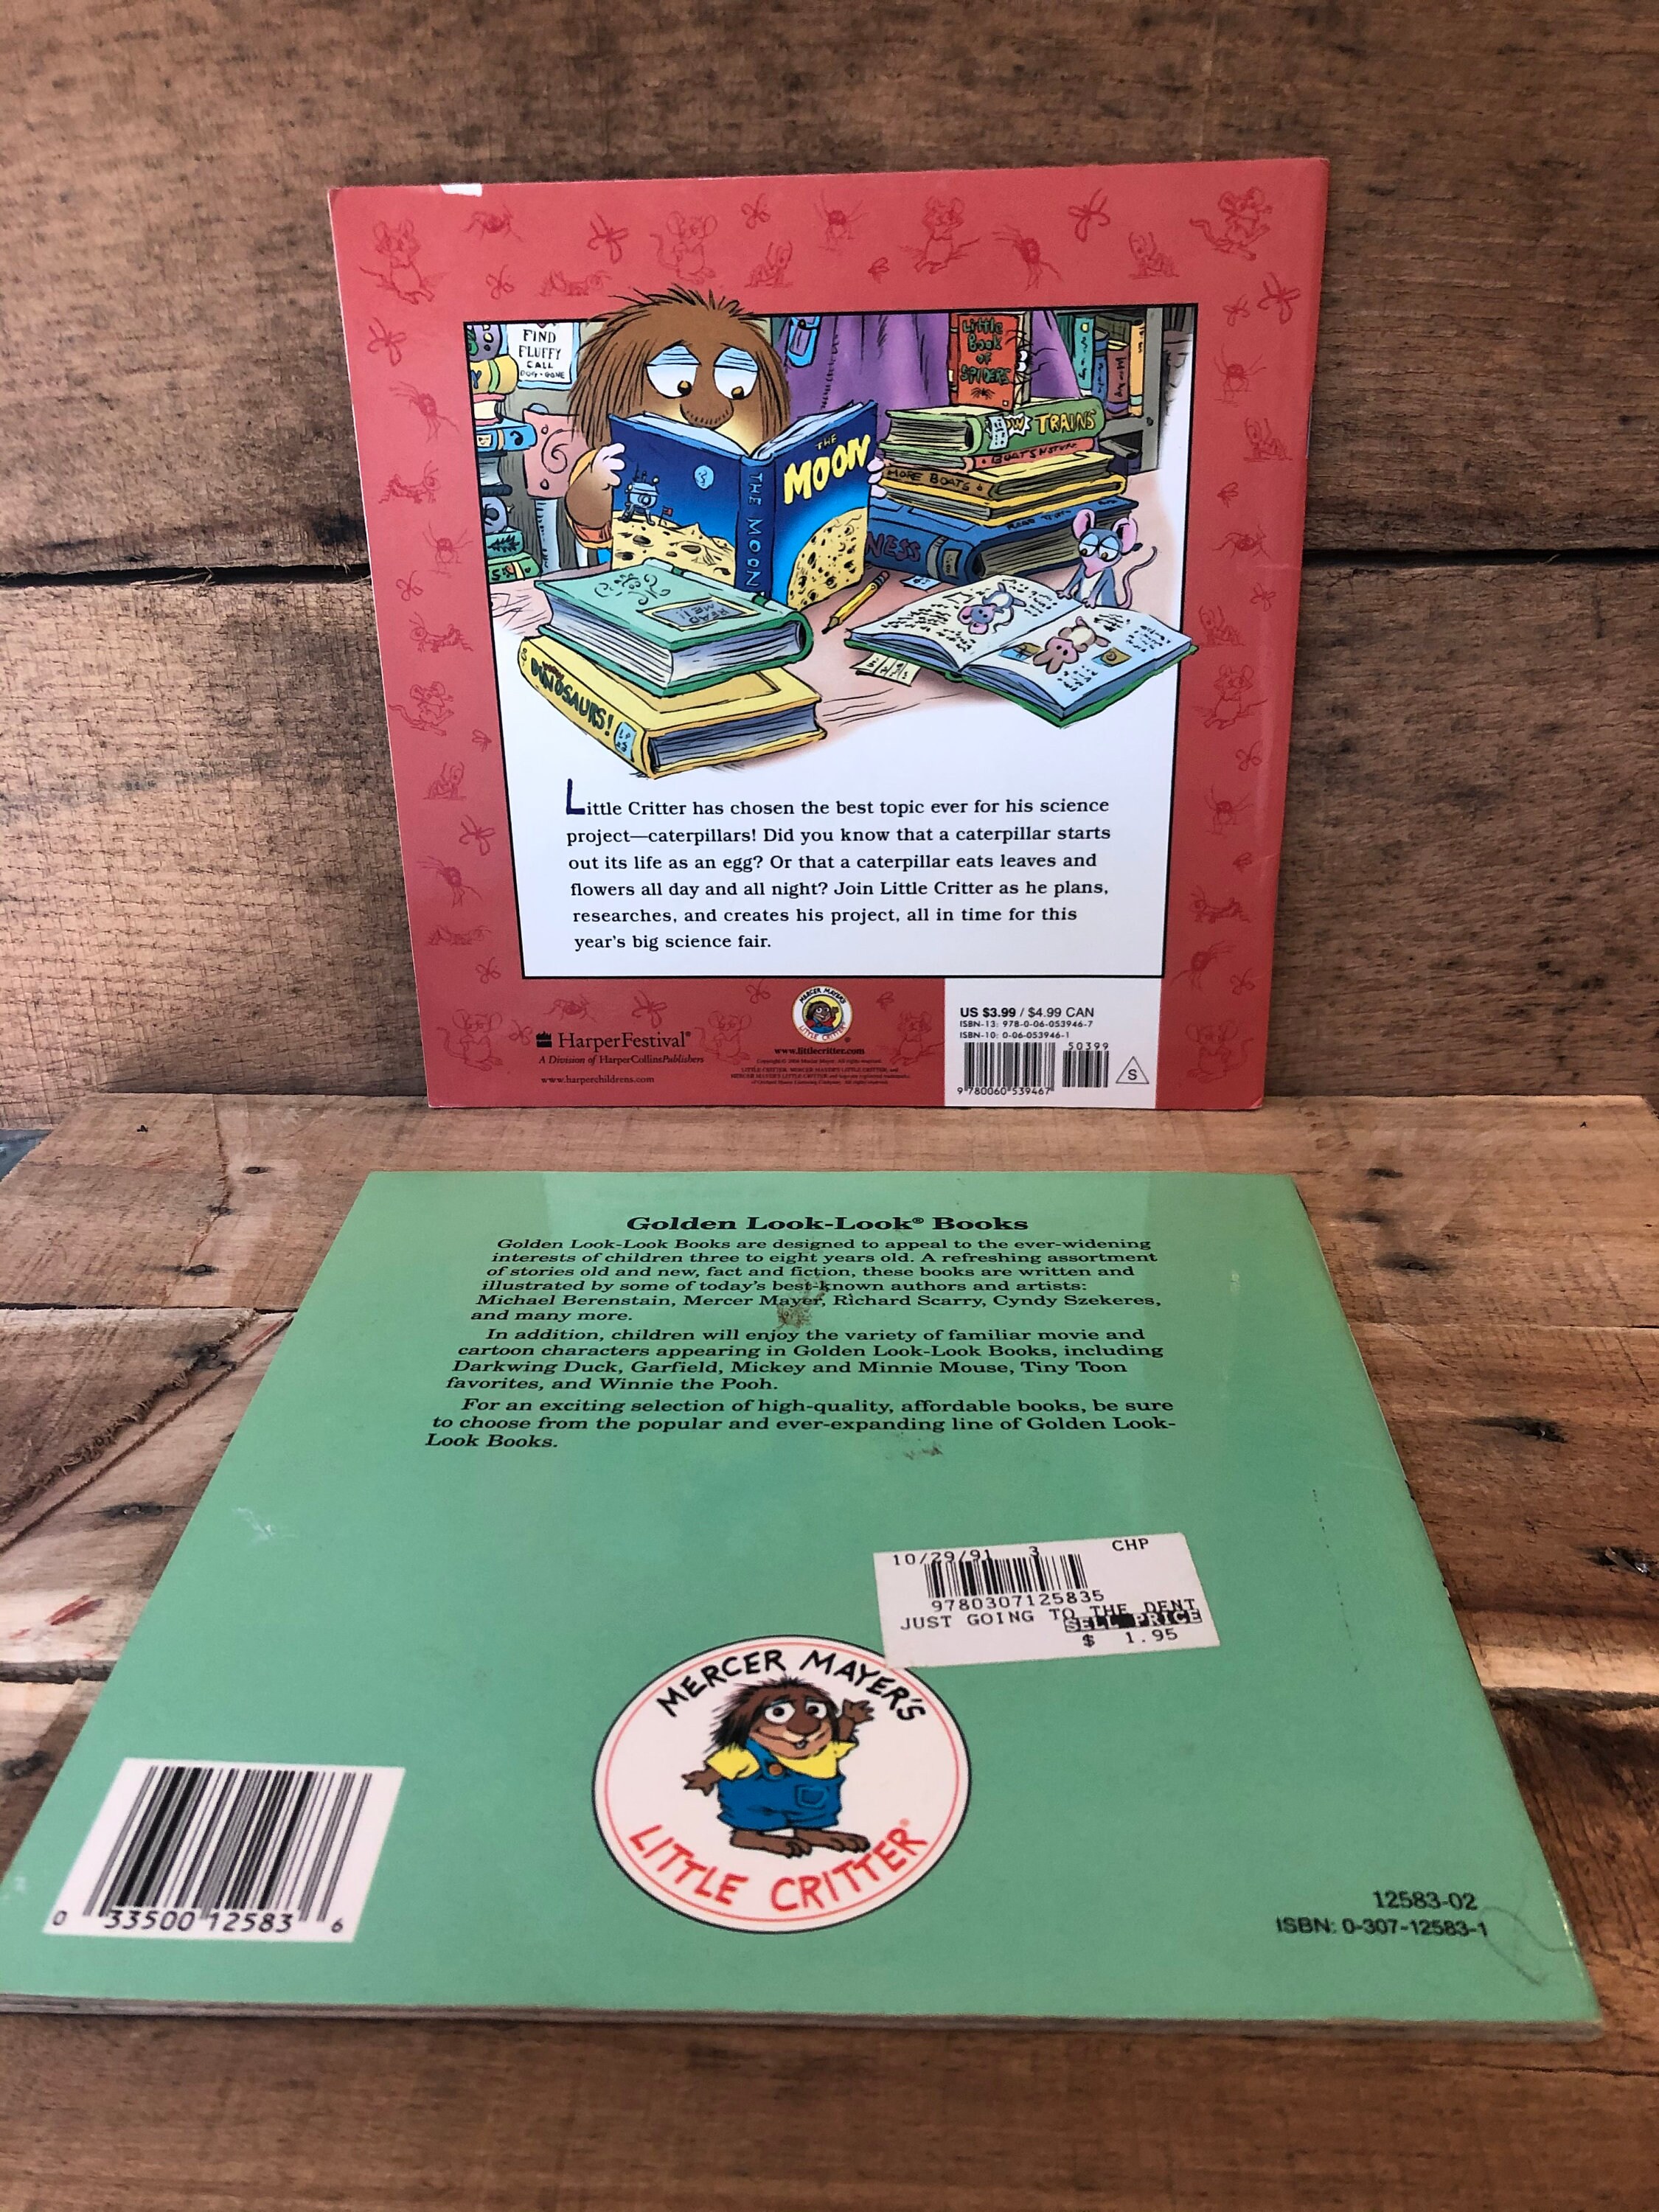 FIND
FLUFFY
CALL
DOG-GONE
Little
Book
OF
SPIDERS
TRAINS
MORE BOATS
THE
MOON
THE MOON
NESS
READ
ME!
DINOSAURS!
Little Critter has chosen the best topic ever for his science
project—caterpillars! Did you know that a caterpillar starts
out its life as an egg? Or that a caterpillar eats leaves and
flowers all day and all night? Join Little Critter as he plans,
researches, and creates his project, all in time for this
year's big science fair.
HarperFestival®
A Division of HarperCollinsPublishers
www.harperchildrens.com
MERCER MAYER'S
LITTLE CRITTER®
www.littlecritter.com
US $3.99 / $4.99 CAN
ISBN-13: 978-0-06-053946-7
ISBN-10: 0-06-053946-1
50399
9 780060 539467
S
Golden Look-Look® Books
Golden Look-Look Books are designed to appeal to the ever-widening
interests of children three to eight years old. A refreshing assortment
of stories old and new, fact and fiction, these books are written and
illustrated by some of today's best-known authors and artists:
Michael Berenstain, Mercer Mayer, Richard Scarry, Cyndy Szekeres,
and many more.
In addition, children will enjoy the variety of familiar movie and
cartoon characters appearing in Golden Look-Look Books, including
Darkwing Duck, Garfield, Mickey and Minnie Mouse, Tiny Toon
favorites, and Winnie the Pooh.
For an exciting selection of high-quality, affordable books, be sure
to choose from the popular and ever-expanding line of Golden Look-
Look Books.
10/29/91 3 CHP
9780307125835
JUST GOING TO THE DENT
SELL PRICE
$ 1.95
MERCER MAYER'S
LITTLE CRITTER®
0 33500 12583 6
12583-02
ISBN: 0-307-12583-1